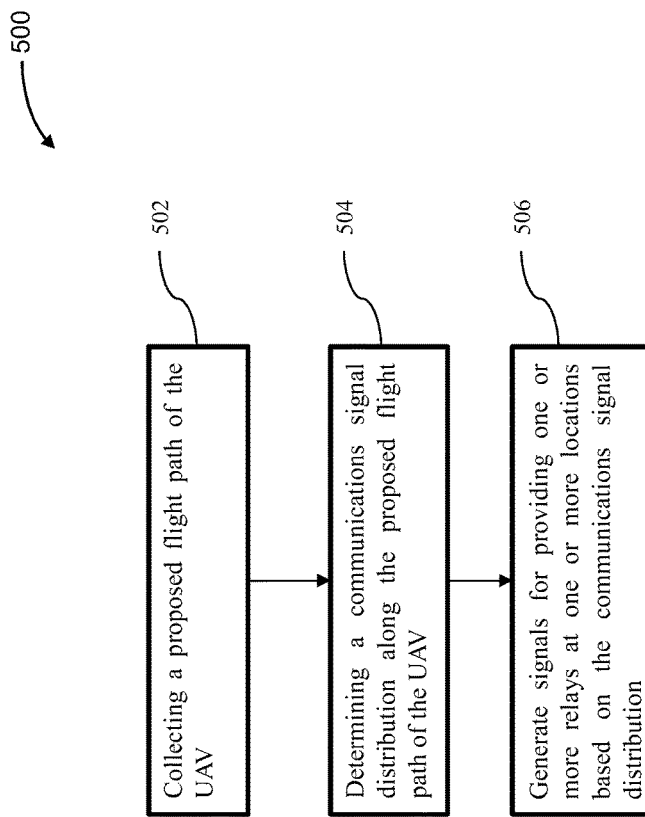 500
502
Collecting a proposed flight path of the
UAV
504
Determining a communications signal
distribution along the proposed flight
path of the UAV
506
Generate signals for providing one or
more relays at one or more locations
based on the communications signal
distribution